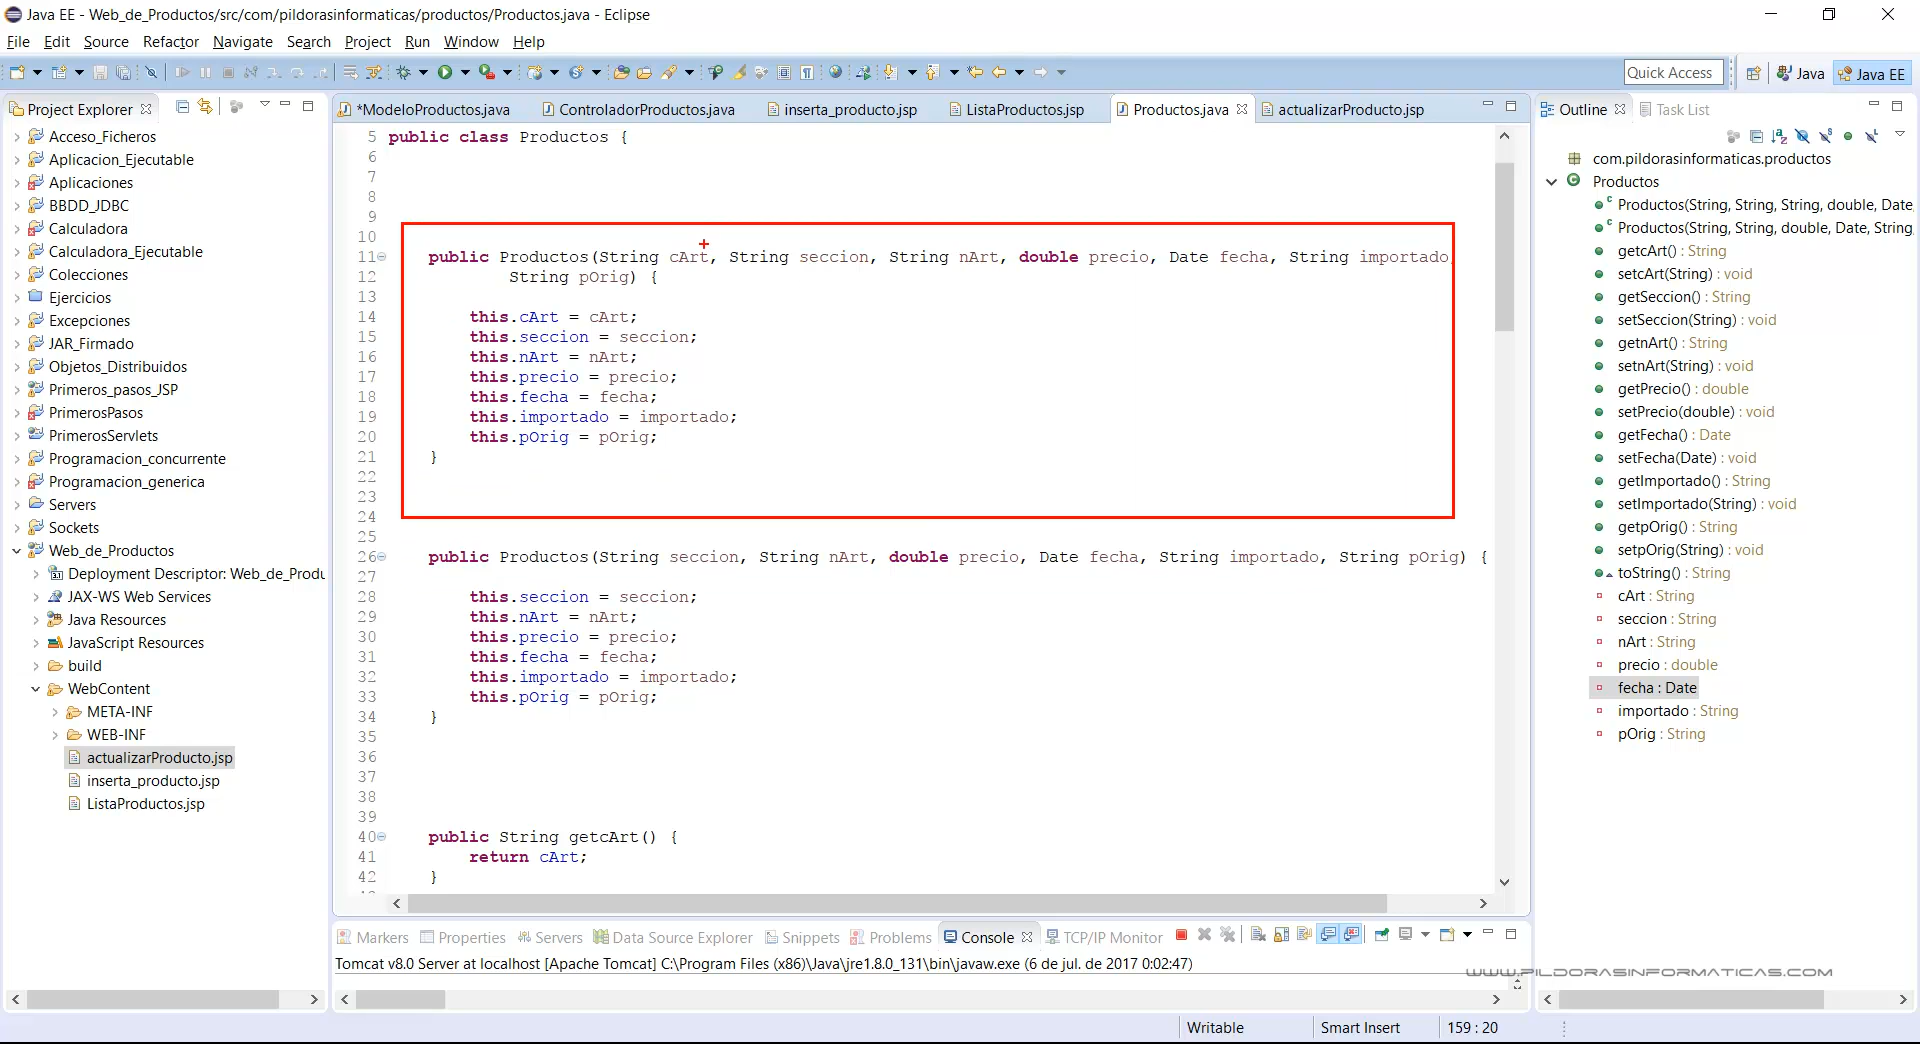 Java EE - Web_de_Productos/src/com/pildorasinformaticas/productos/Productos.java - Eclipse
File Edit Source Refactor Navigate Search Project Run Window Help
Quick Access Java Java EE
Project Explorer
Acceso_Ficheros
Aplicacion_Ejecutable
Aplicaciones
BBDD_JDBC
Calculadora
Calculadora_Ejecutable
Colecciones
Ejercicios
Excepciones
JAR_Firmado
Objetos_Distribuidos
Primeros_pasos_JSP
PrimerosPasos
PrimerosServlets
Programacion_concurrente
Programacion_generica
Servers
Sockets
Web_de_Productos
Deployment Descriptor: Web_de_Produ
JAX-WS Web Services
Java Resources
JavaScript Resources
build
WebContent
META-INF
WEB-INF
actualizarProducto.jsp
inserta_producto.jsp
ListaProductos.jsp
*ModeloProductos.java ControladorProductos.java inserta_producto.jsp ListaProductos.jsp Productos.java actualizarProducto.jsp
5 public class Productos {
6
7
8
9
10
11 public Productos(String cArt, String seccion, String nArt, double precio, Date fecha, String importado,
12 String pOrig) {
13
14 this.cArt = cArt;
15 this.seccion = seccion;
16 this.nArt = nArt;
17 this.precio = precio;
18 this.fecha = fecha;
19 this.importado = importado;
20 this.pOrig = pOrig;
21 }
22
23
24
25
26 public Productos(String seccion, String nArt, double precio, Date fecha, String importado, String pOrig) {
27
28 this.seccion = seccion;
29 this.nArt = nArt;
30 this.precio = precio;
31 this.fecha = fecha;
32 this.importado = importado;
33 this.pOrig = pOrig;
34 }
35
36
37
38
39
40 public String getcArt() {
41 return cArt;
42 }
Markers Properties Servers Data Source Explorer Snippets Problems Console TCP/IP Monitor
Tomcat v8.0 Server at localhost [Apache Tomcat] C:\Program Files (x86)\Java\jre1.8.0_131\bin\javaw.exe (6 de jul. de 2017 0:02:47)
Outline Task List
com.pildorasinformaticas.productos
Productos
Productos(String, String, String, double, Date,
Productos(String, String, double, Date, String,
getcArt() : String
setcArt(String) : void
getSeccion() : String
setSeccion(String) : void
getnArt() : String
setnArt(String) : void
getPrecio() : double
setPrecio(double) : void
getFecha() : Date
setFecha(Date) : void
getImportado() : String
setImportado(String) : void
getpOrig() : String
setpOrig(String) : void
toString() : String
cArt : String
seccion : String
nArt : String
precio : double
fecha : Date
importado : String
pOrig : String
WWW.PILDORASINFORMATICAS.COM
Writable Smart Insert 159 : 20